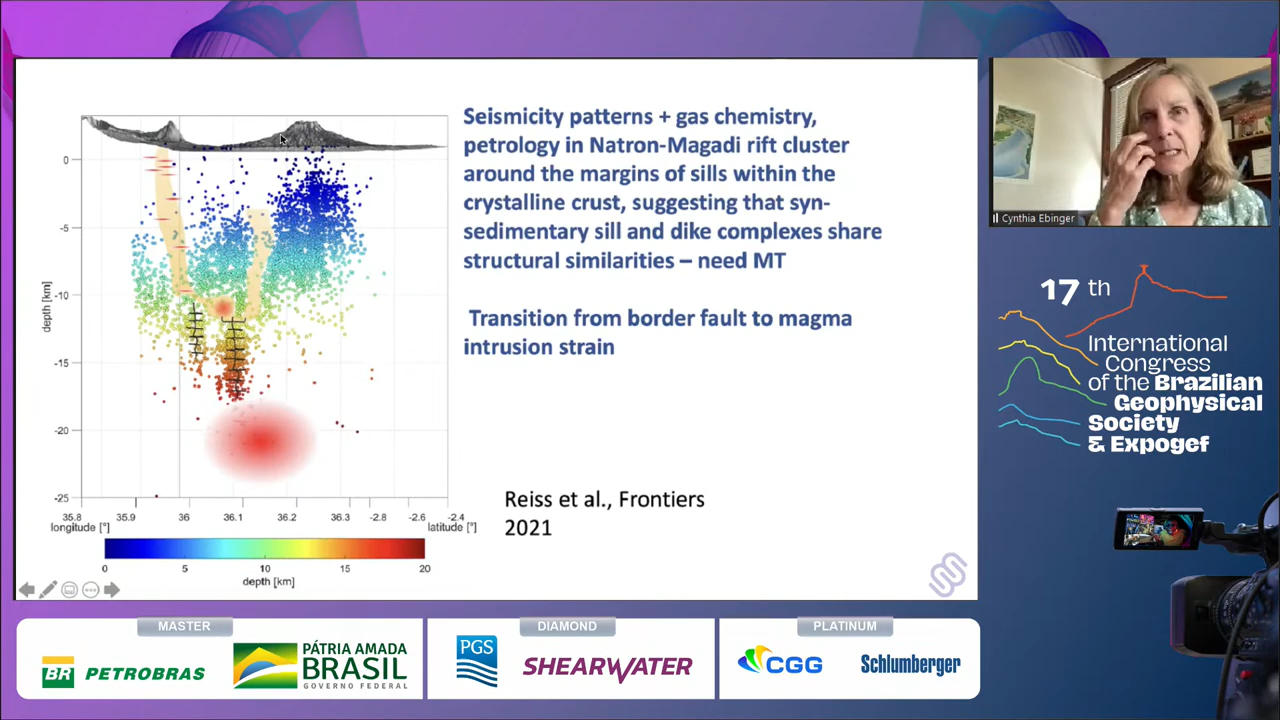 Seismicity patterns + gas chemistry,
petrology in Natron-Magadi rift cluster
around the margins of sills within the
crystalline crust, suggesting that syn-
sedimentary sill and dike complexes share
structural similarities – need MT
Transition from border fault to magma
intrusion strain
Reiss et al., Frontiers
2021
0
-5
-10
-15
-20
-25
depth [km]
35.8 35.9 36 36.1 36.2 36.3 -2.8 -2.6 -2.4
longitude [°] latitude [°]
0 5 10 15 20
depth [km]
Cynthia Ebinger
17 th
International
Congress
of the Brazilian
Geophysical
Society
& Expogef
MASTER
BR PETROBRAS
PÁTRIA AMADA
BRASIL
GOVERNO FEDERAL
DIAMOND
PGS
SHEARWATER
PLATINUM
CGG
Schlumberger